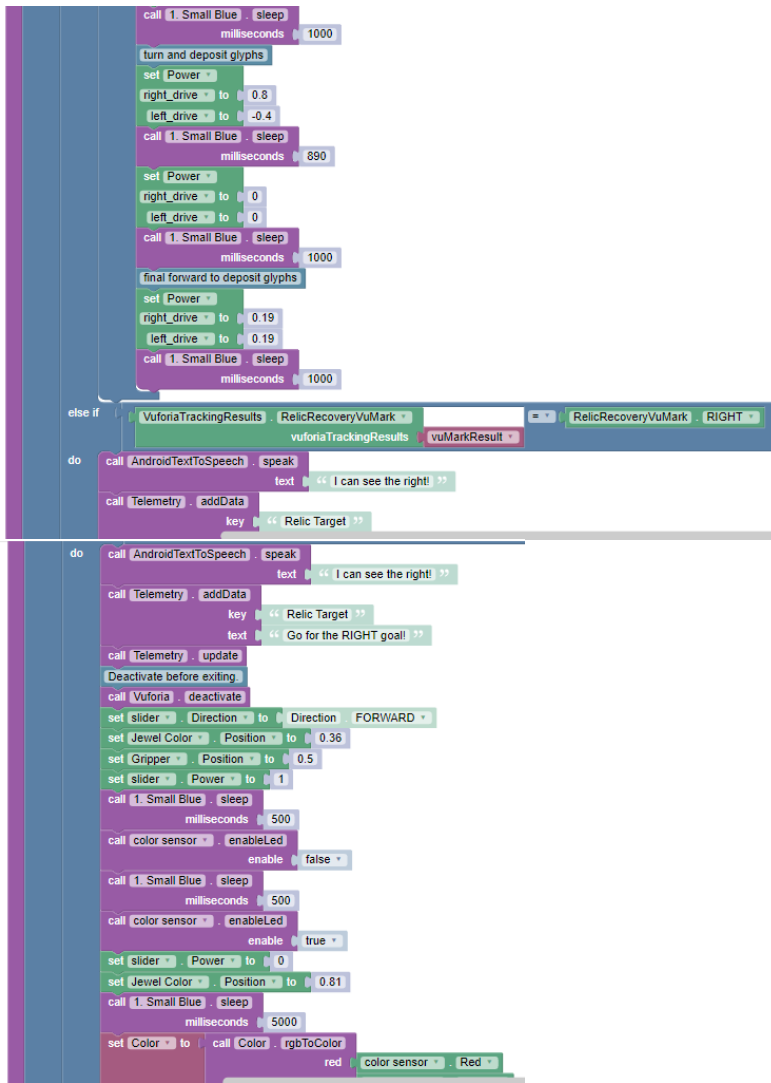 call 1. Small Blue . sleep
milliseconds 1000
turn and deposit glyphs
set Power
right_drive to 0.8
left_drive to -0.4
call 1. Small Blue . sleep
milliseconds 890
set Power
right_drive to 0
left_drive to 0
call 1. Small Blue . sleep
milliseconds 1000
final forward to deposit glyphs
set Power
right_drive to 0.19
left_drive to 0.19
call 1. Small Blue . sleep
milliseconds 1000
else if VuforiaTrackingResults . RelicRecoveryVuMark = RelicRecoveryVuMark . RIGHT
vuforiaTrackingResults vuMarkResult
do call AndroidTextToSpeech . speak
text “ I can see the right! ”
call Telemetry . addData
key “ Relic Target ”
do call AndroidTextToSpeech . speak
text “ I can see the right! ”
call Telemetry . addData
key “ Relic Target ”
text “ Go for the RIGHT goal! ”
call Telemetry . update
Deactivate before exiting.
call Vuforia . deactivate
set slider . Direction to Direction . FORWARD
set Jewel Color . Position to 0.36
set Gripper . Position to 0.5
set slider . Power to 1
call 1. Small Blue . sleep
milliseconds 500
call color sensor . enableLed
enable false
call 1. Small Blue . sleep
milliseconds 500
call color sensor . enableLed
enable true
set slider . Power to 0
set Jewel Color . Position to 0.81
call 1. Small Blue . sleep
milliseconds 5000
set Color to call Color . rgbToColor
red color sensor . Red